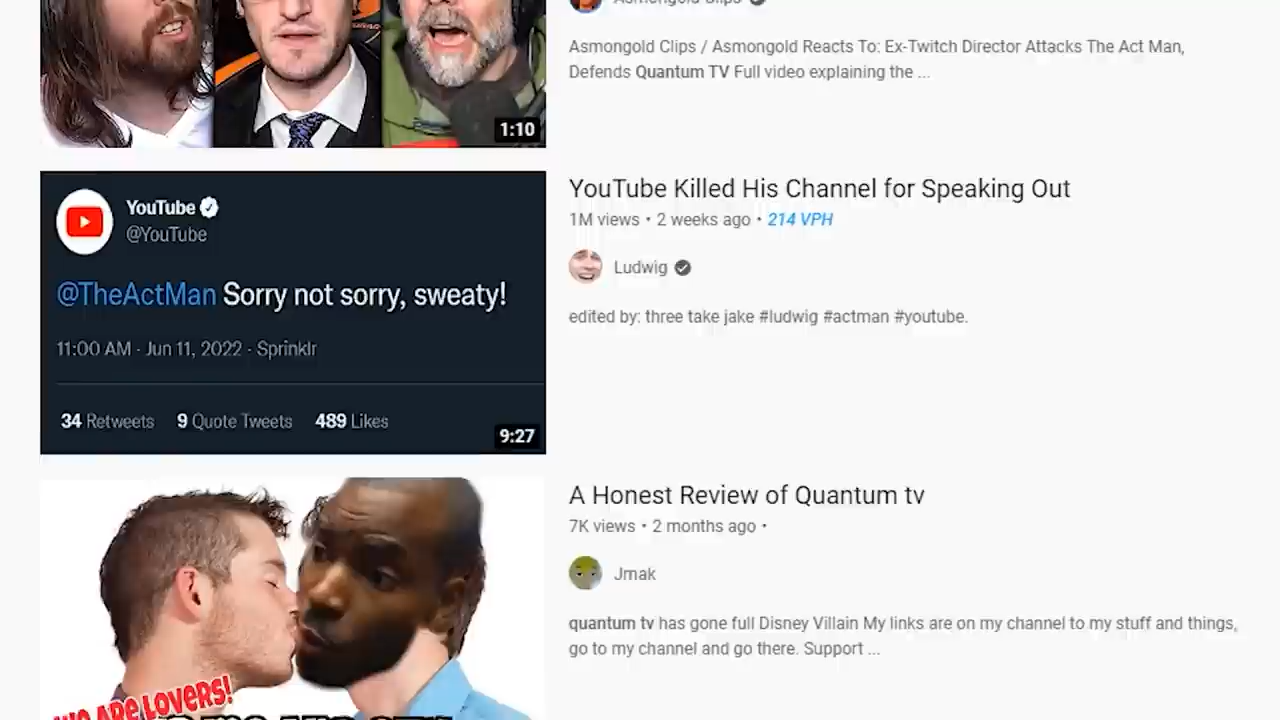 Asmongold Clips
Asmongold Clips / Asmongold Reacts To: Ex-Twitch Director Attacks The Act Man,
Defends Quantum TV Full video explaining the ...
1:10
YouTube Killed His Channel for Speaking Out
1M views • 2 weeks ago • 214 VPH
Ludwig
edited by: three take jake #ludwig #actman #youtube.
YouTube
@YouTube
@TheActMan Sorry not sorry, sweaty!
11:00 AM · Jun 11, 2022 · Sprinklr
34 Retweets 9 Quote Tweets 489 Likes
9:27
A Honest Review of Quantum tv
7K views • 2 months ago •
Jmak
quantum tv has gone full Disney Villain My links are on my channel to my stuff and things,
go to my channel and go there. Support ...
We ARE LOVERS!